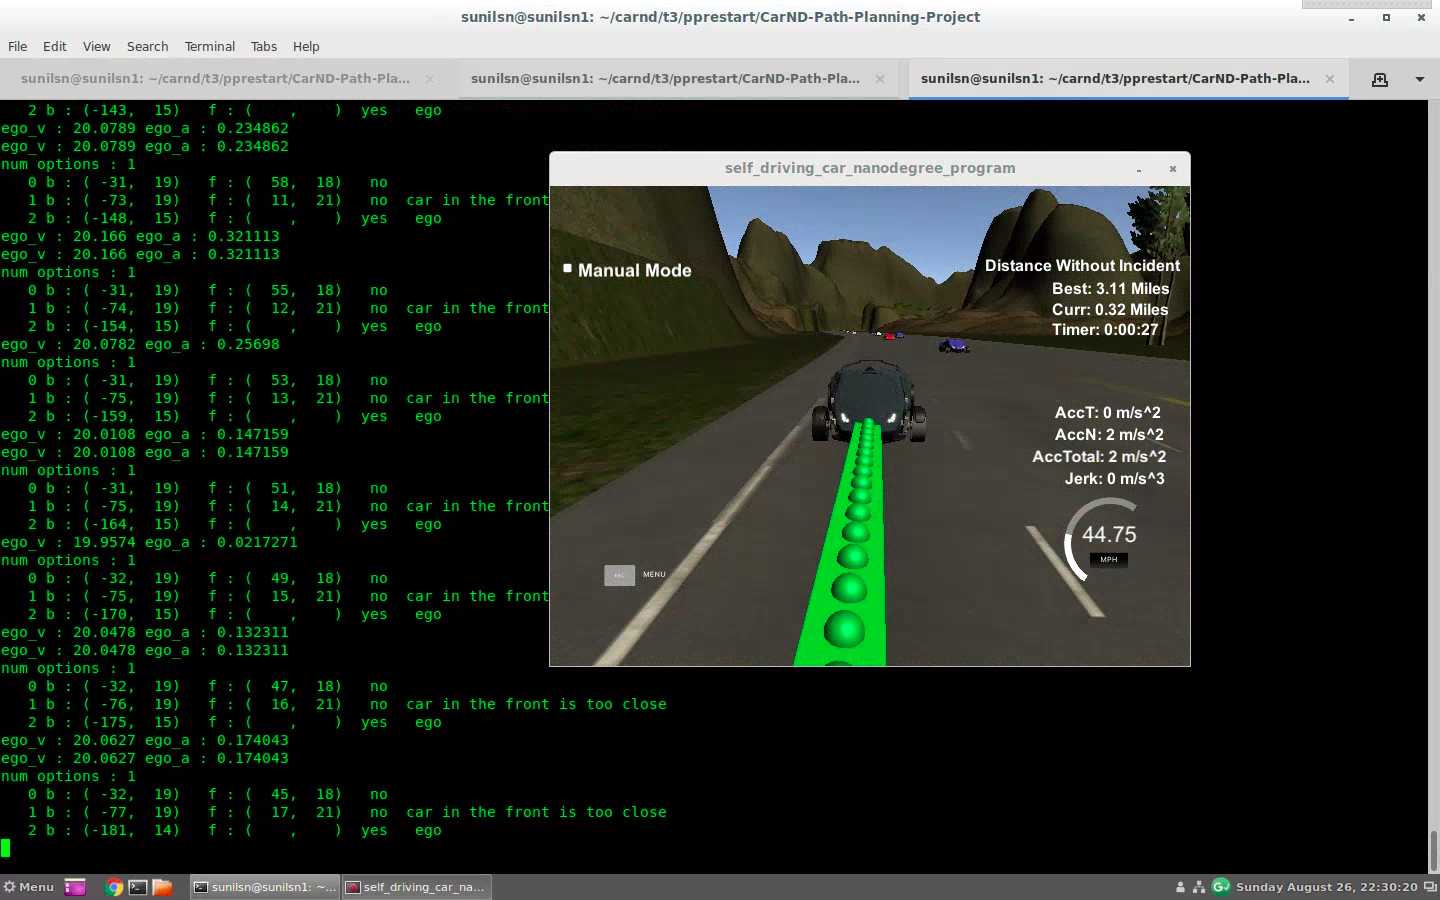 sunilsn@sunilsn1: ~/carnd/t3/pprestart/CarND-Path-Planning-Project
File Edit View Search Terminal Tabs Help
sunilsn@sunilsn1: ~/carnd/t3/pprestart/CarND-Path-Pla... × sunilsn@sunilsn1: ~/carnd/t3/pprestart/CarND-Path-Pla... × sunilsn@sunilsn1: ~/carnd/t3/pprestart/CarND-Path-Pla... ×
2 b : (-143, 15) f : ( , ) yes ego
ego_v : 20.0789 ego_a : 0.234862
ego_v : 20.0789 ego_a : 0.234862
num options : 1
0 b : ( -31, 19) f : ( 58, 18) no
1 b : ( -73, 19) f : ( 11, 21) no car in the front
2 b : (-148, 15) f : ( , ) yes ego
ego_v : 20.166 ego_a : 0.321113
ego_v : 20.166 ego_a : 0.321113
num options : 1
0 b : ( -31, 19) f : ( 55, 18) no
1 b : ( -74, 19) f : ( 12, 21) no car in the front
2 b : (-154, 15) f : ( , ) yes ego
ego_v : 20.0782 ego_a : 0.25698
num options : 1
0 b : ( -31, 19) f : ( 53, 18) no
1 b : ( -75, 19) f : ( 13, 21) no car in the front
2 b : (-159, 15) f : ( , ) yes ego
ego_v : 20.0108 ego_a : 0.147159
ego_v : 20.0108 ego_a : 0.147159
num options : 1
0 b : ( -31, 19) f : ( 51, 18) no
1 b : ( -75, 19) f : ( 14, 21) no car in the front
2 b : (-164, 15) f : ( , ) yes ego
ego_v : 19.9574 ego_a : 0.0217271
num options : 1
0 b : ( -32, 19) f : ( 49, 18) no
1 b : ( -75, 19) f : ( 15, 21) no car in the front
2 b : (-170, 15) f : ( , ) yes ego
ego_v : 20.0478 ego_a : 0.132311
ego_v : 20.0478 ego_a : 0.132311
num options : 1
0 b : ( -32, 19) f : ( 47, 18) no
1 b : ( -76, 19) f : ( 16, 21) no car in the front is too close
2 b : (-175, 15) f : ( , ) yes ego
ego_v : 20.0627 ego_a : 0.174043
ego_v : 20.0627 ego_a : 0.174043
num options : 1
0 b : ( -32, 19) f : ( 45, 18) no
1 b : ( -77, 19) f : ( 17, 21) no car in the front is too close
2 b : (-181, 14) f : ( , ) yes ego
self_driving_car_nanodegree_program
Manual Mode
Distance Without Incident
Best: 3.11 Miles
Curr: 0.32 Miles
Timer: 0:00:27
AccT: 0 m/s^2
AccN: 2 m/s^2
AccTotal: 2 m/s^2
Jerk: 0 m/s^3
44.75
MPH
ESC MENU
Menu sunilsn@sunilsn1: ~... self_driving_car_na... Sunday August 26, 22:30:20